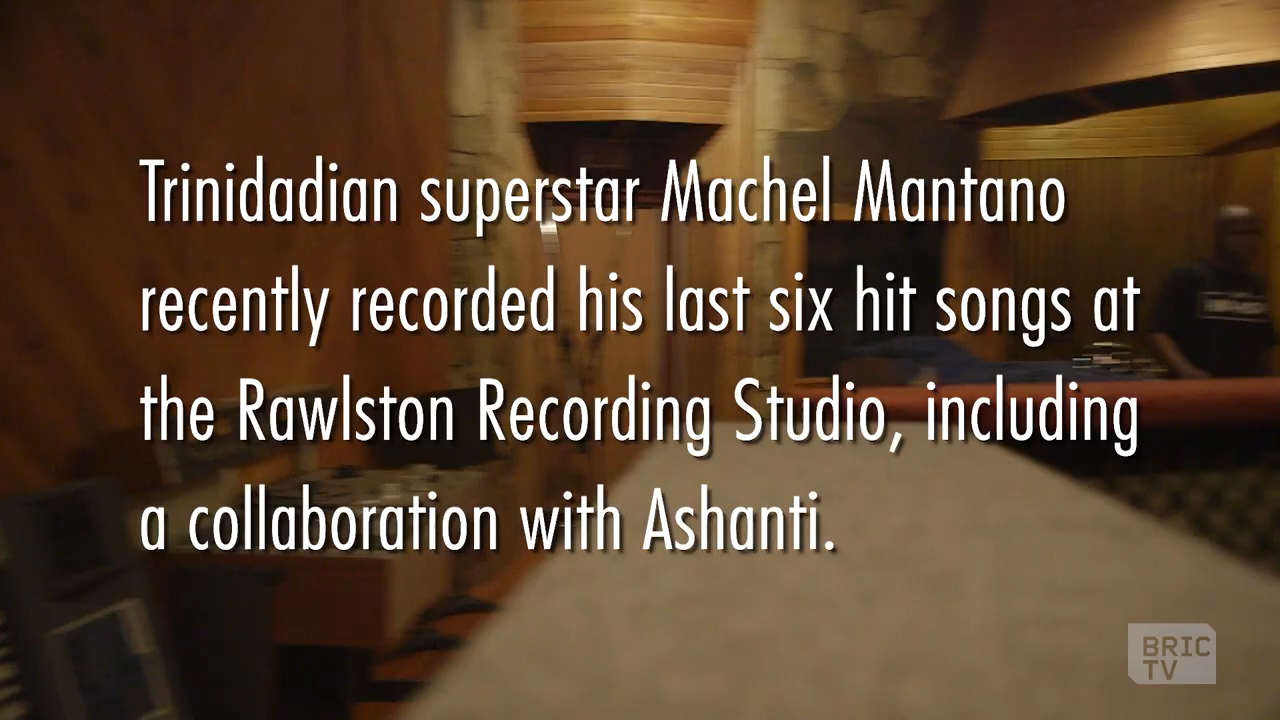 Trinidadian superstar Machel Mantano
recently recorded his last six hit songs at
the Rawlston Recording Studio, including
a collaboration with Ashanti.
BRIC
TV